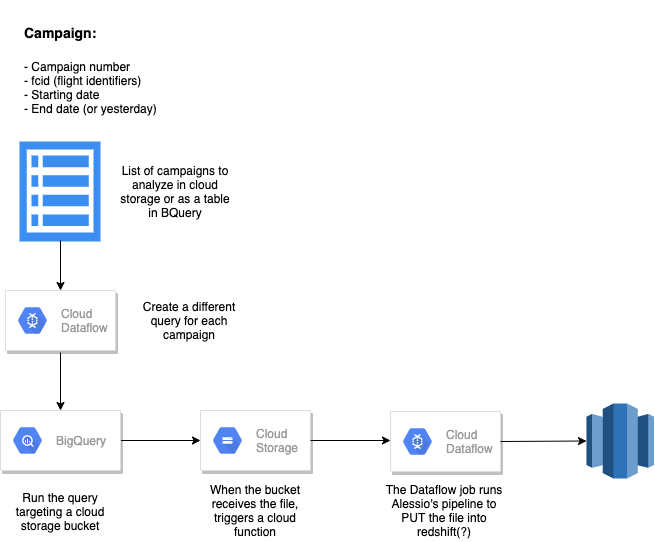 Campaign:
- Campaign number
- fcid (flight identifiers)
- Starting date
- End date (or yesterday)
List of campaigns to
analyze in cloud
storage or as a table
in BQuery
Cloud
Dataflow
Create a different
query for each
campaign
BigQuery
Cloud
Storage
Cloud
Dataflow
Run the query
targeting a cloud
storage bucket
When the bucket
receives the file,
triggers a cloud
function
The Dataflow job runs
Alessio's pipeline to
PUT the file into
redshift(?)